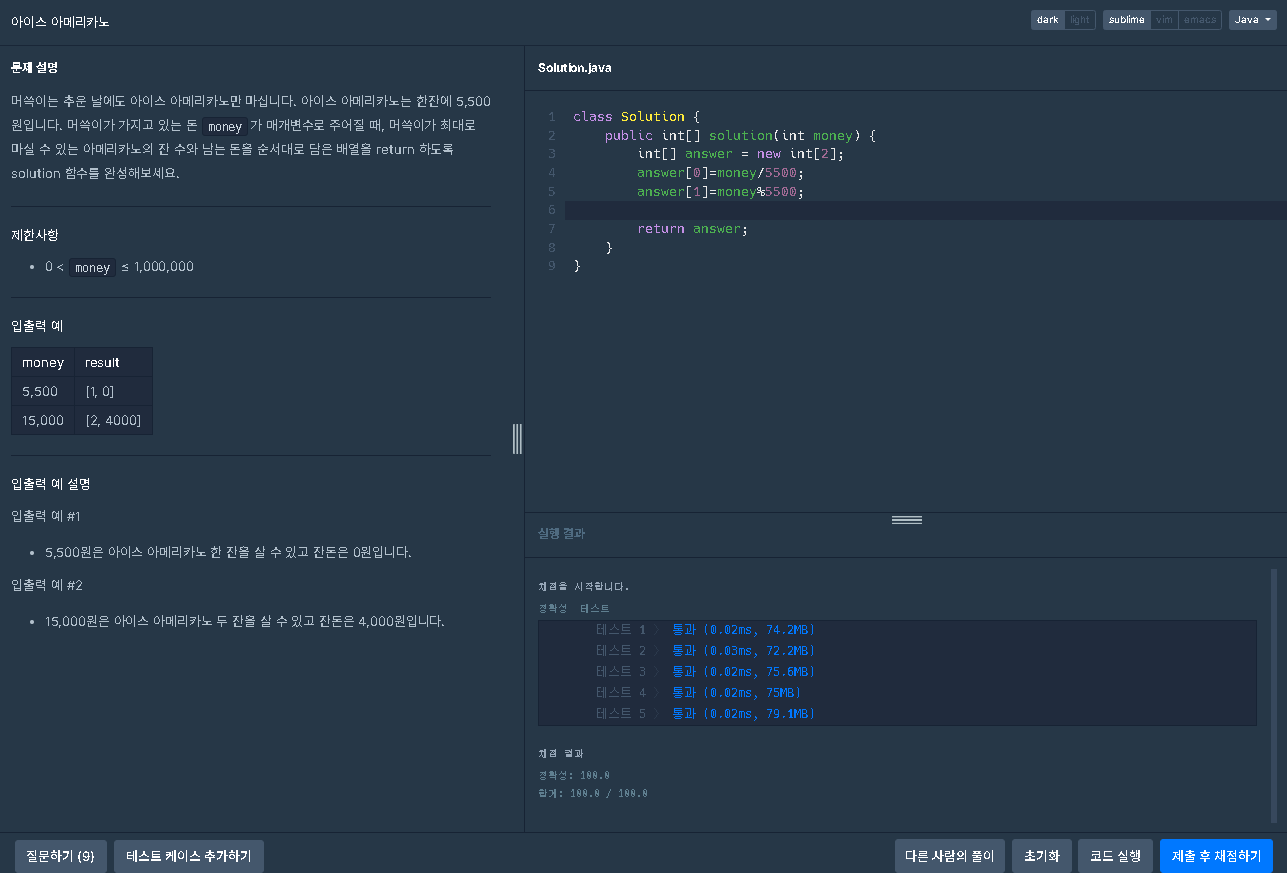 아이스 아메리카노
dark light sublime vim emacs Java
문제 설명
머쓱이는 추운 날에도 아이스 아메리카노만 마십니다. 아이스 아메리카노는 한잔에 5,500
원입니다. 머쓱이가 가지고 있는 돈 money 가 매개변수로 주어질 때, 머쓱이가 최대로
마실 수 있는 아메리카노의 잔 수와 남는 돈을 순서대로 담은 배열을 return 하도록
solution 함수를 완성해보세요.
제한사항
• 0 < money ≤ 1,000,000
입출력 예
money result
5,500 [1, 0]
15,000 [2, 4000]
입출력 예 설명
입출력 예 #1
• 5,500원은 아이스 아메리카노 한 잔을 살 수 있고 잔돈은 0원입니다.
입출력 예 #2
• 15,000원은 아이스 아메리카노 두 잔을 살 수 있고 잔돈은 4,000원입니다.
Solution.java
1 class Solution {
2 public int[] solution(int money) {
3 int[] answer = new int[2];
4 answer[0]=money/5500;
5 answer[1]=money%5500;
6
7 return answer;
8 }
9 }
실행 결과
채점을 시작합니다.
정확성 테스트
테스트 1 〉 통과 (0.02ms, 74.2MB)
테스트 2 〉 통과 (0.03ms, 72.2MB)
테스트 3 〉 통과 (0.02ms, 75.6MB)
테스트 4 〉 통과 (0.02ms, 75MB)
테스트 5 〉 통과 (0.02ms, 79.1MB)
채점 결과
정확성: 100.0
합계: 100.0 / 100.0
질문하기 (9) 테스트 케이스 추가하기 다른 사람의 풀이 초기화 코드 실행 제출 후 채점하기